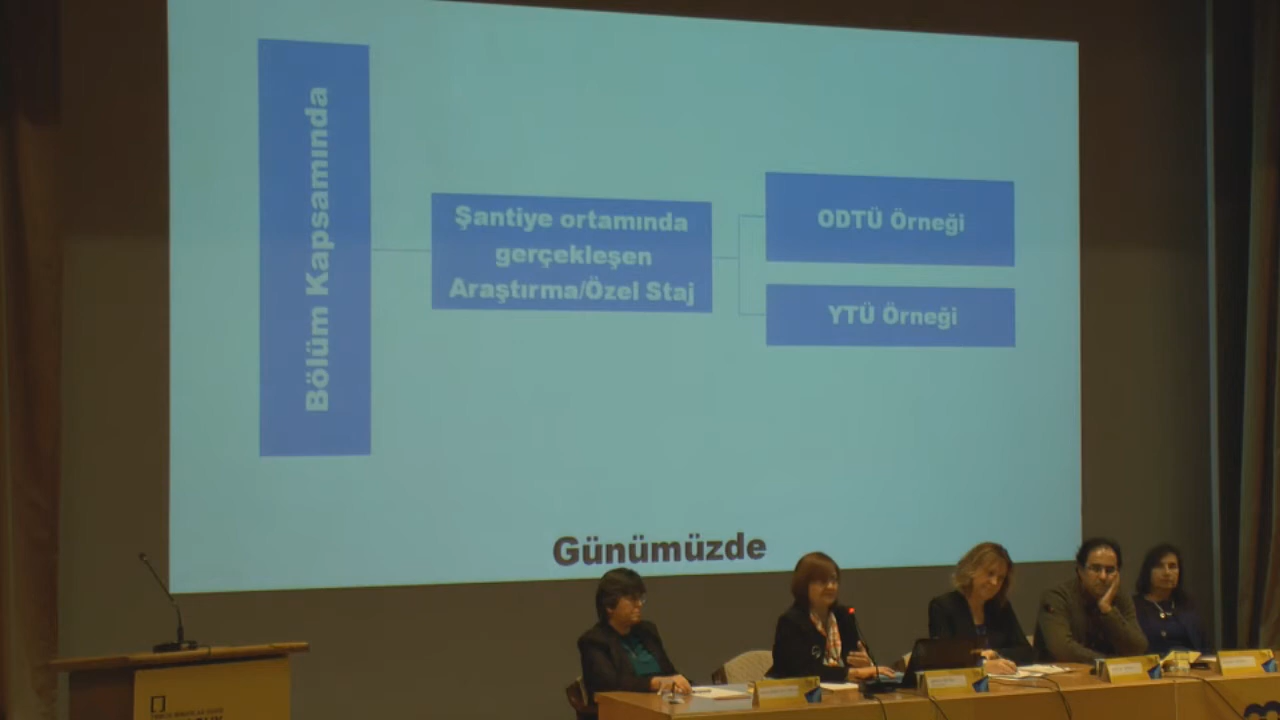 Bölüm Kapsamında
Şantiye ortamında
gerçekleşen
Araştırma/Özel Staj
ODTÜ Örneği
YTÜ Örneği
Günümüzde